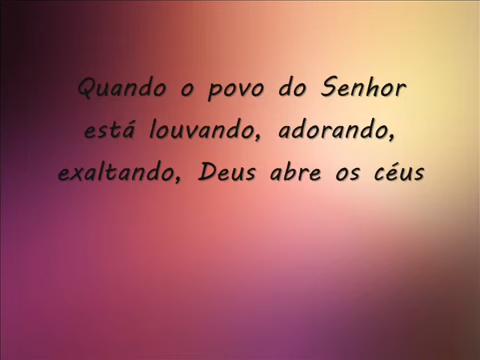 Quando o povo do Senhor
está louvando, adorando,
exaltando, Deus abre os céus